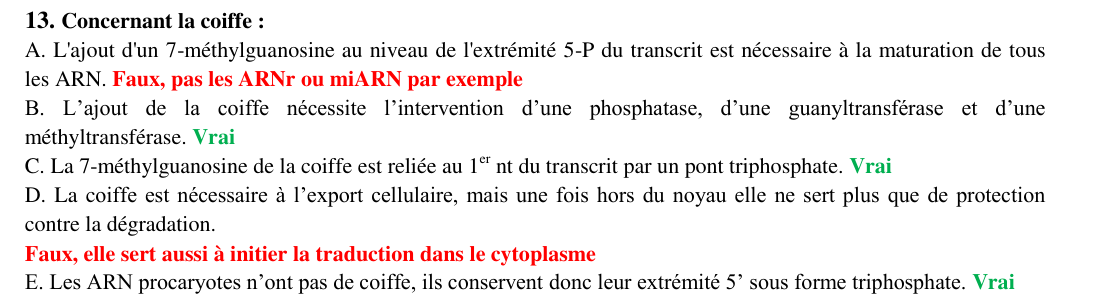 13. Concernant la coiffe :
A. L'ajout d'un 7-méthylguanosine au niveau de l'extrémité 5-P du transcrit est nécessaire à la maturation de tous
les ARN. Faux, pas les ARNr ou miARN par exemple
B. L’ajout de la coiffe nécessite l’intervention d’une phosphatase, d’une guanyltransférase et d’une
méthyltransférase. Vrai
C. La 7-méthylguanosine de la coiffe est reliée au 1er nt du transcrit par un pont triphosphate. Vrai
D. La coiffe est nécessaire à l’export cellulaire, mais une fois hors du noyau elle ne sert plus que de protection
contre la dégradation.
Faux, elle sert aussi à initier la traduction dans le cytoplasme
E. Les ARN procaryotes n’ont pas de coiffe, ils conservent donc leur extrémité 5’ sous forme triphosphate. Vrai